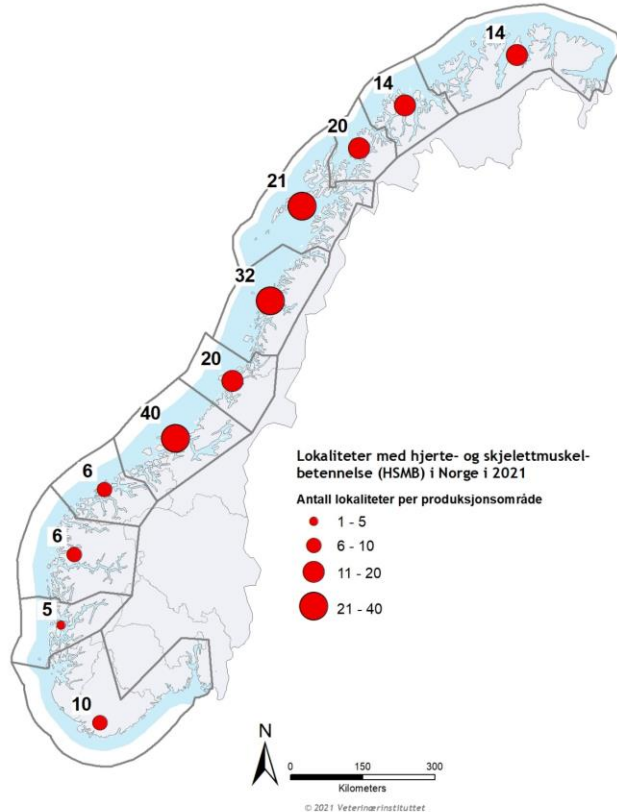 14
14
20
21
32
20
40
6
6
5
10
Lokaliteter med hjerte- og skjelettmuskel-
betennelse (HSMB) i Norge i 2021
Antall lokaliteter per produksjonsområde
1 - 5
6 - 10
11 - 20
21 - 40
N
0 150 300
Kilometers
© 2021 Veterinærinstituttet